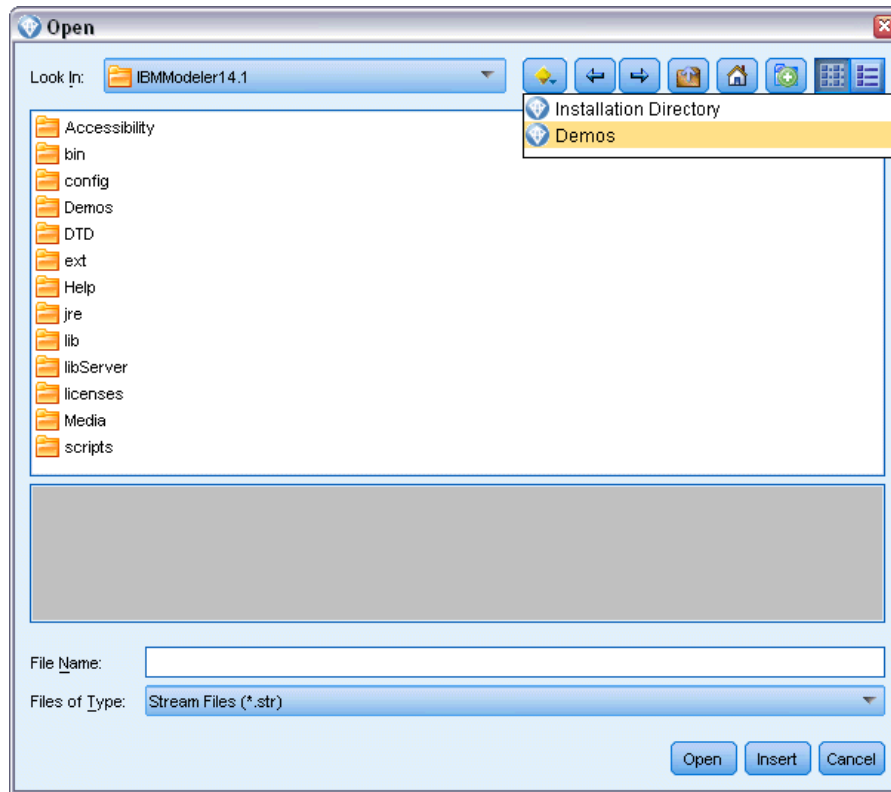 Open
Look In: IBMModeler14.1
Installation Directory
Demos
Accessibility
bin
config
Demos
DTD
ext
Help
jre
lib
libServer
licenses
Media
scripts
File Name:
Files of Type: Stream Files (*.str)
Open Insert Cancel